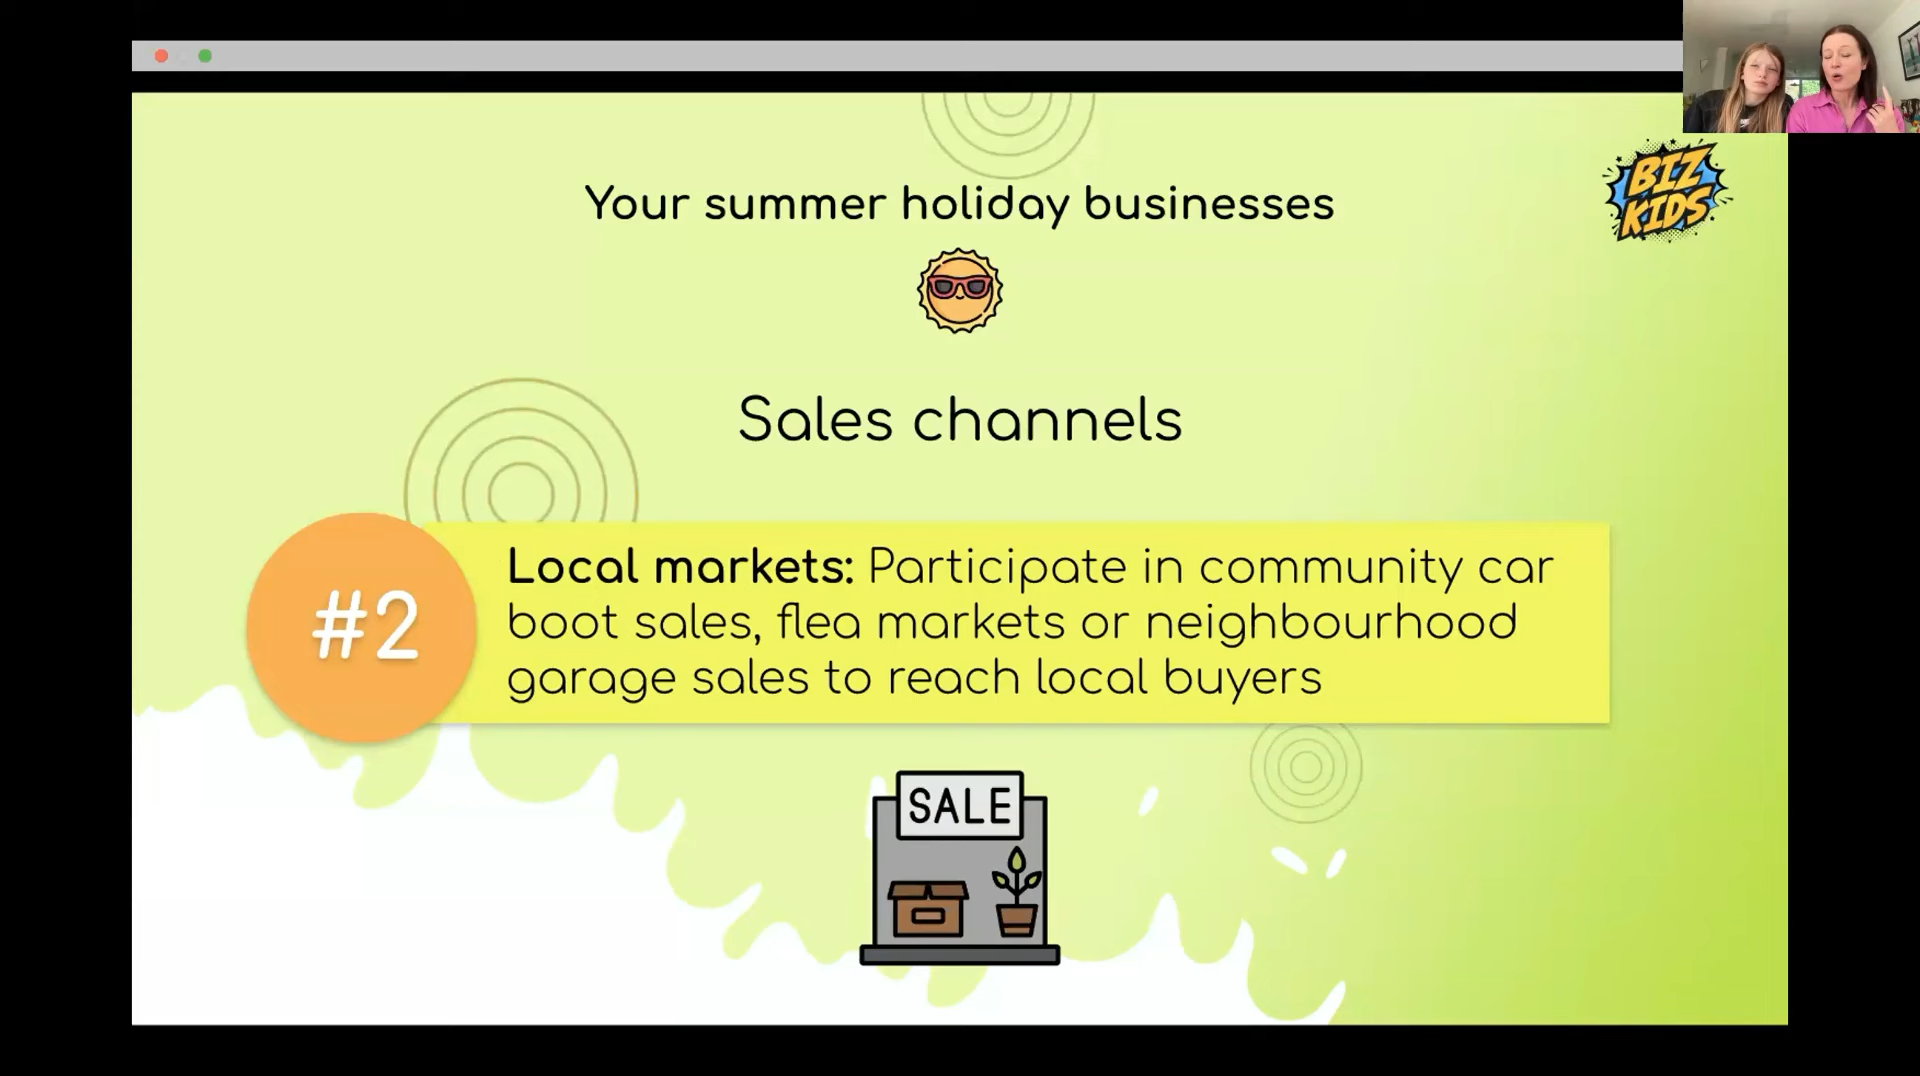 BIZ
KIDS
Your summer holiday businesses
Sales channels
#2
Local markets: Participate in community car
boot sales, flea markets or neighbourhood
garage sales to reach local buyers
SALE